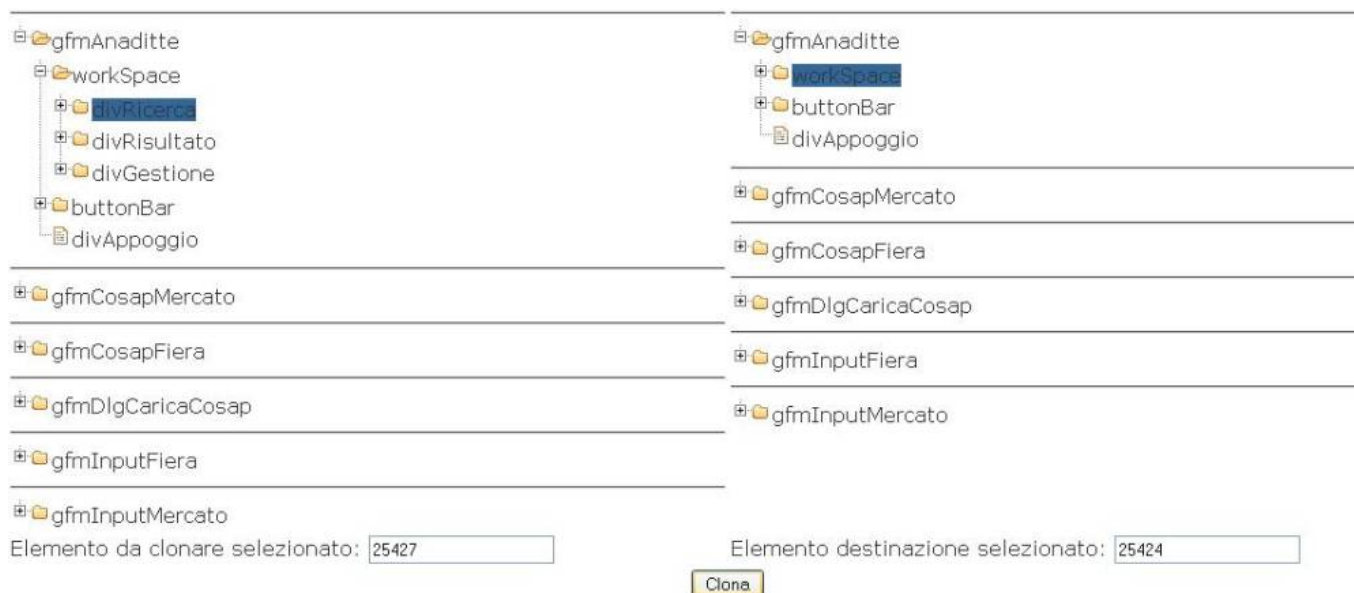 gfmAnaditte
workSpace
divRicerca
divRisultato
divGestione
buttonBar
divAppoggio
gfmCosapMercato
gfmCosapFiera
gfmDlgCaricaCosap
gfmInputFiera
gfmInputMercato
Elemento da clonare selezionato: 25427
gfmAnaditte
workSpace
buttonBar
divAppoggio
gfmCosapMercato
gfmCosapFiera
gfmDlgCaricaCosap
gfmInputFiera
gfmInputMercato
Elemento destinazione selezionato: 25424
Clona